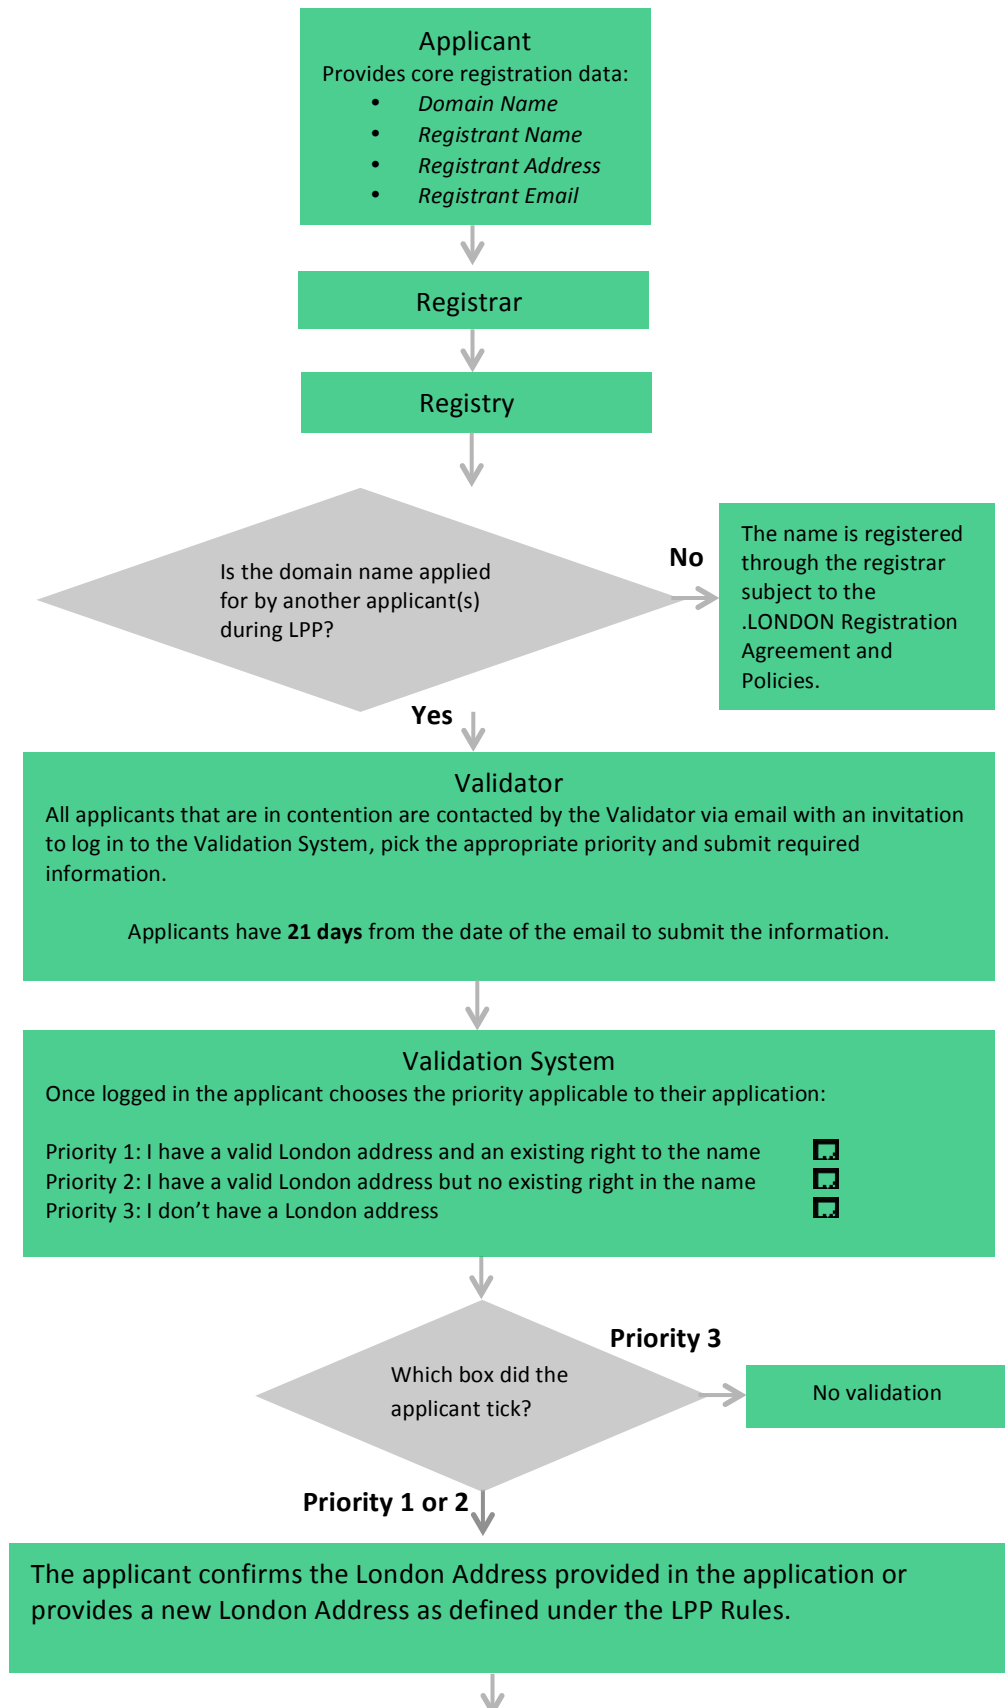 Applicant
Provides core registration data:
• Domain Name
• Registrant Name
• Registrant Address
• Registrant Email
Registrar
Registry
Is the domain name applied
for by another applicant(s)
during LPP?
No
The name is registered
through the registrar
subject to the
.LONDON Registration
Agreement and
Policies.
Yes
Validator
All applicants that are in contention are contacted by the Validator via email with an invitation
to log in to the Validation System, pick the appropriate priority and submit required
information.
Applicants have 21 days from the date of the email to submit the information.
Validation System
Once logged in the applicant chooses the priority applicable to their application:
Priority 1: I have a valid London address and an existing right to the name
Priority 2: I have a valid London address but no existing right in the name
Priority 3: I don't have a London address
Priority 3
Which box did the
applicant tick?
No validation
Priority 1 or 2
The applicant confirms the London Address provided in the application or
provides a new London Address as defined under the LPP Rules.